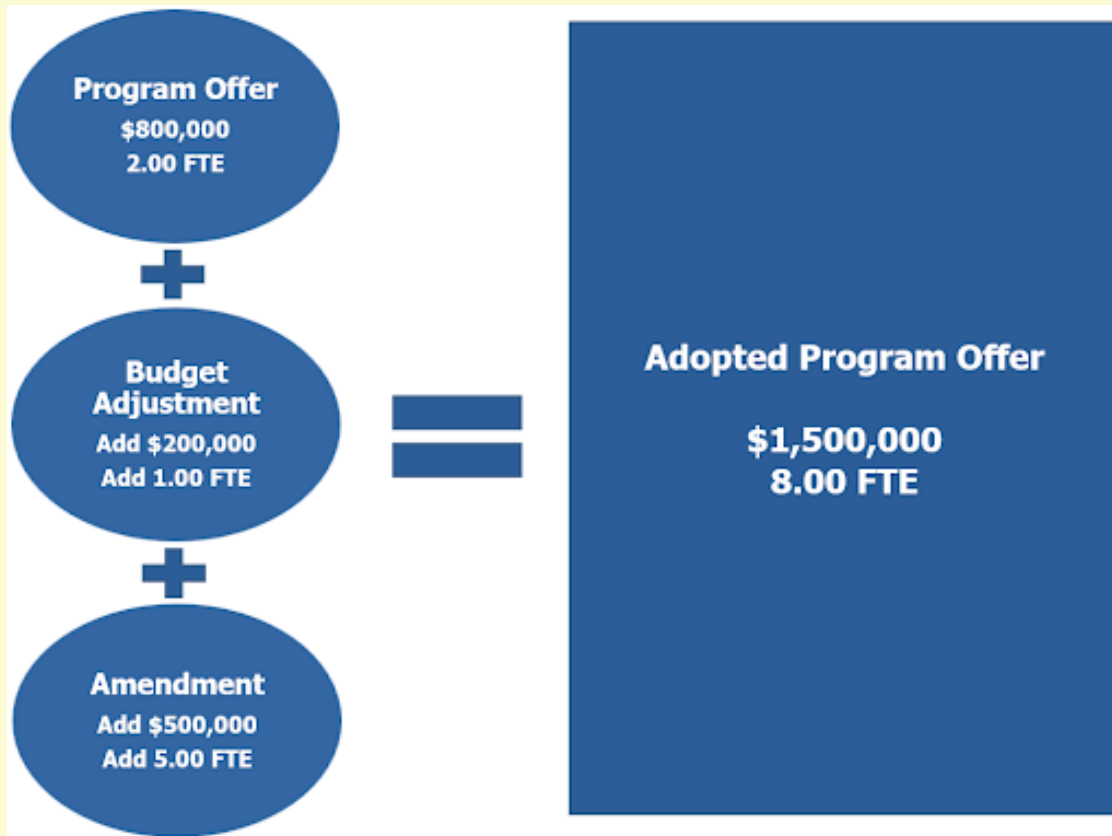 Program Offer
$800,000
2.00 FTE
Budget
Adjustment
Add $200,000
Add 1.00 FTE
Amendment
Add $500,000
Add 5.00 FTE
Adopted Program Offer
$1,500,000
8.00 FTE